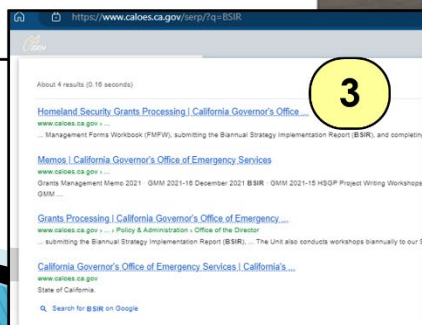 https://www.caloes.ca.gov/serp/?q=BSIR
CA
.GOV
About 4 results (0.16 seconds)
3
Homeland Security Grants Processing | California Governor's Office ...
www.caloes.ca.gov › ...
... Management Forms Workbook (FMFW), submitting the Biannual Strategy Implementation Report (BSIR), and completing
Memos | California Governor's Office of Emergency Services
www.caloes.ca.gov › ...
Grants Management Memo 2021 · GMM 2021-16 December 2021 BSIR · GMM 2021-15 HSGP Project Writing Workshops
GMM ...
Grants Processing | California Governor's Office of Emergency ...
www.caloes.ca.gov › ... › Policy & Administration › Office of the Director
... submitting the Biannual Strategy Implementation Report (BSIR), ... The Unit also conducts workshops biannually to our
California Governor's Office of Emergency Services | California's ...
www.caloes.ca.gov
State of California.
Search for BSIR on Google